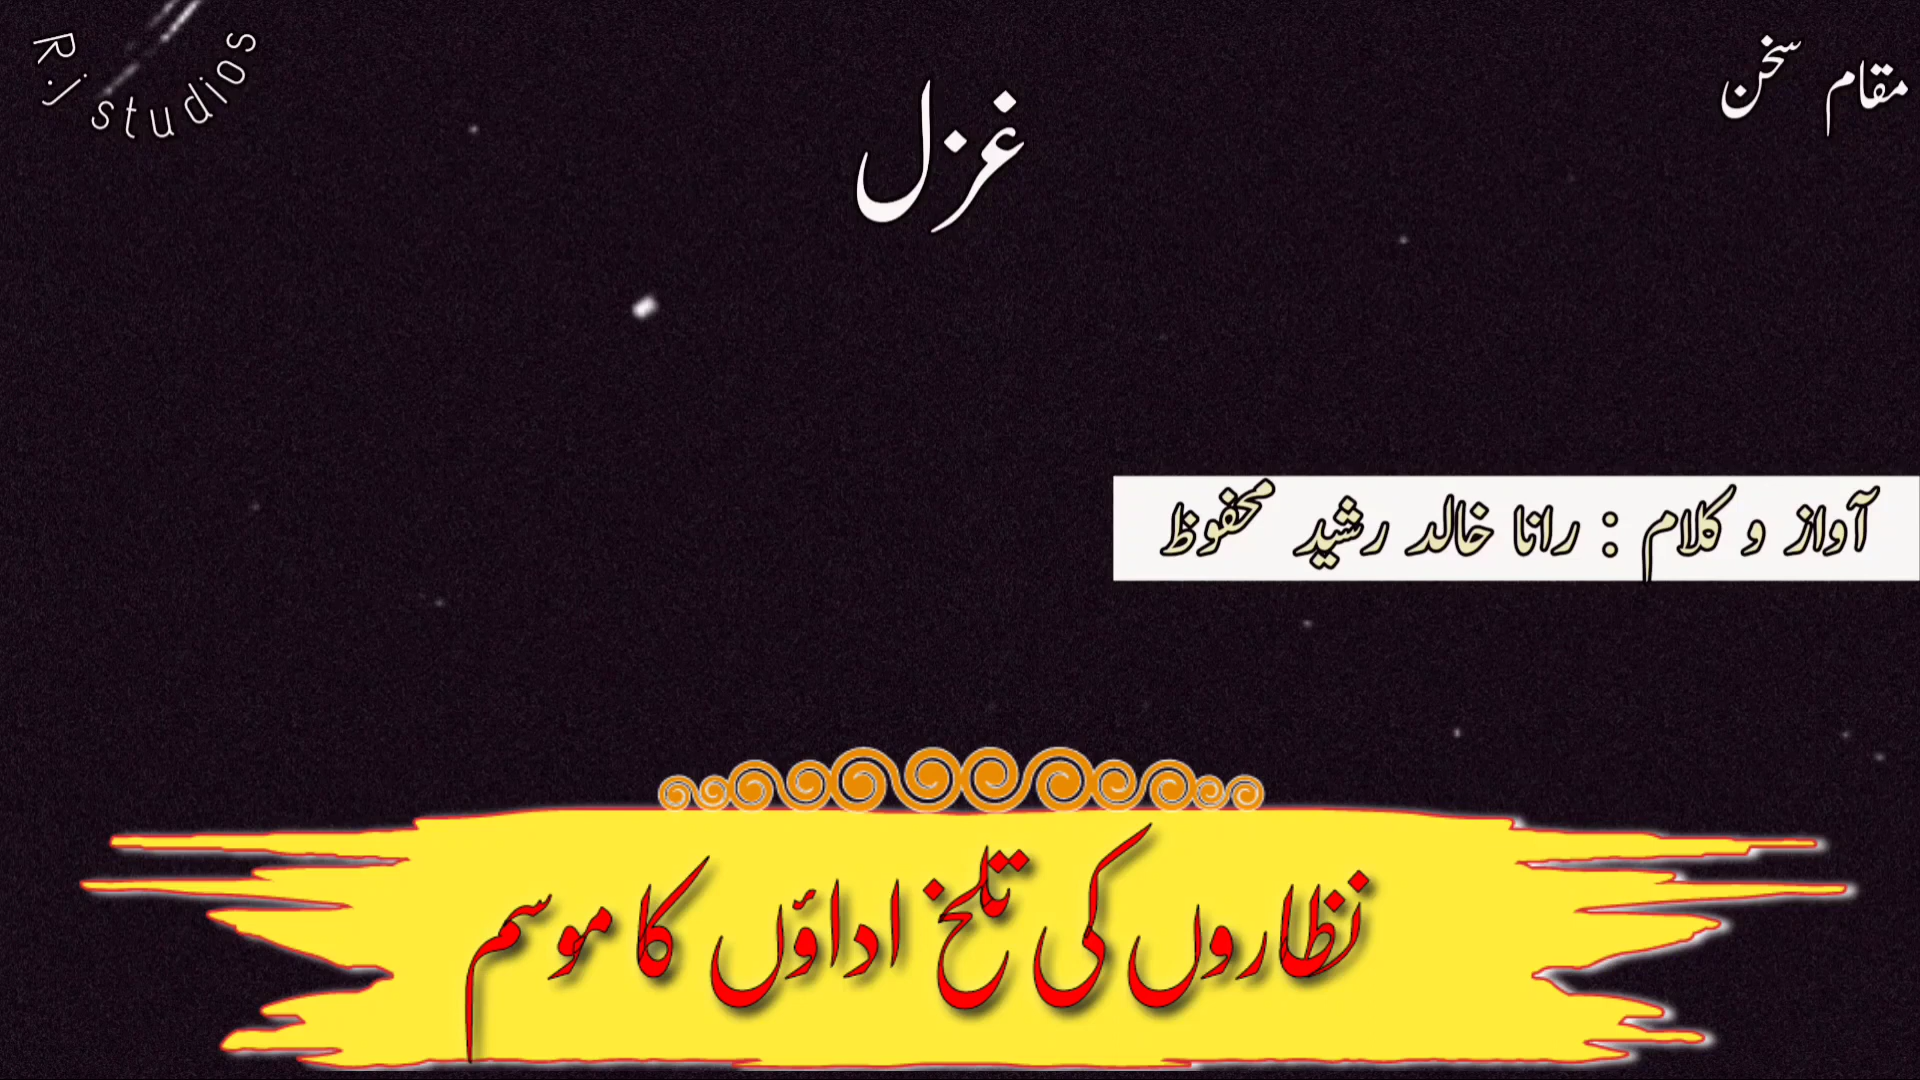 R.j studios
مقام سخن
غزل
آواز و کلام : رانا خالد رشید محفوظ
نظاروں کی تلخ اداؤں کا موسم